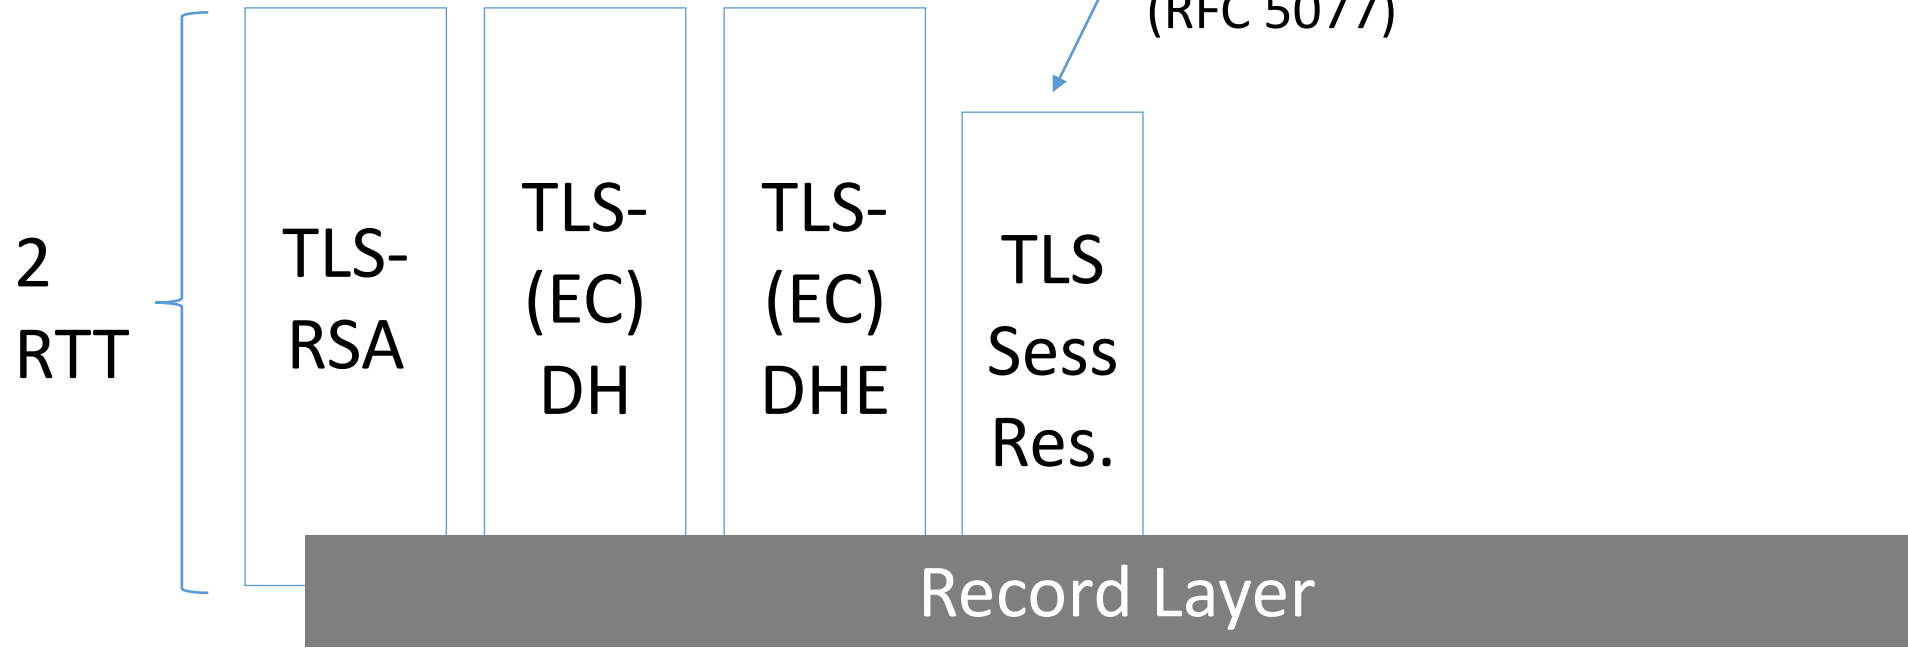 (RFC 5077)
2
RTT
TLS-
RSA
TLS-
(EC)
DH
TLS-
(EC)
DHE
TLS
Sess
Res.
Record Layer